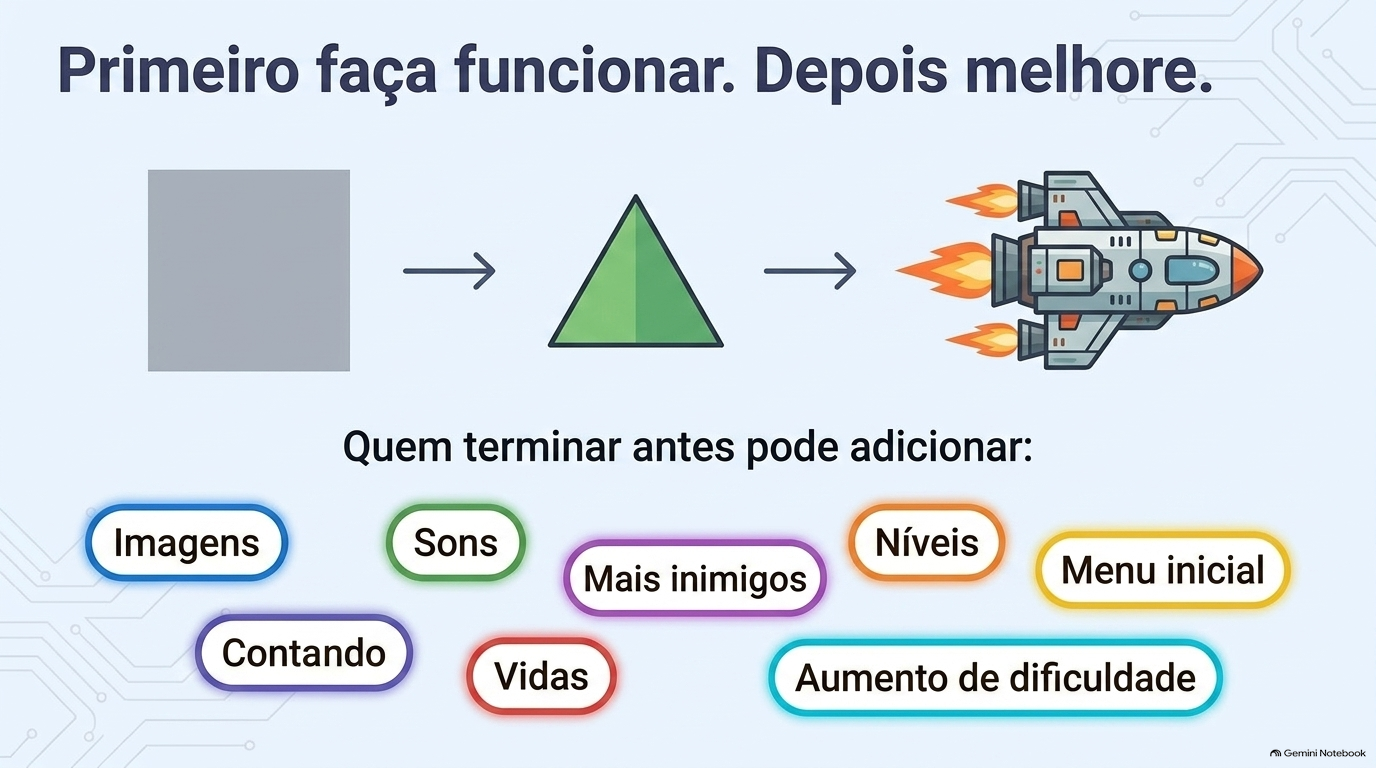 Primeiro faça funcionar. Depois melhore.
Quem terminar antes pode adicionar:
Imagens
Sons
Mais inimigos
Níveis
Menu inicial
Contando
Vidas
Aumento de dificuldade
Gemini Notebook